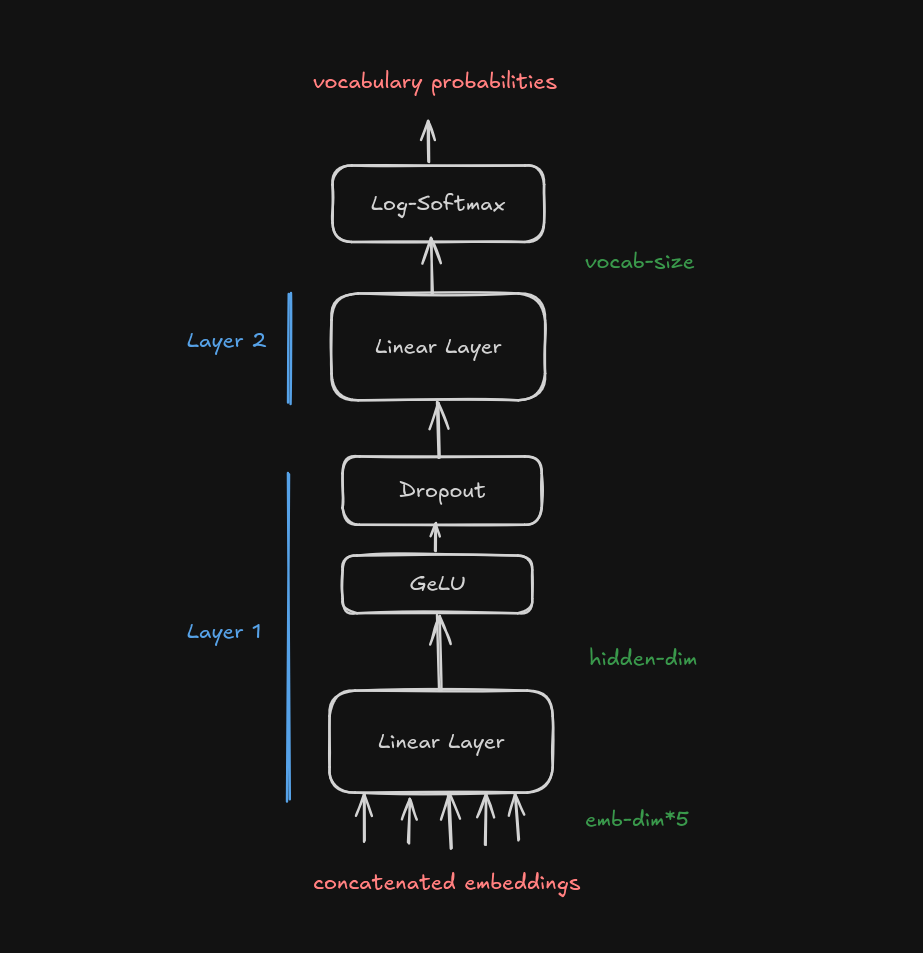 vocabulary probabilities
Log-Softmax
vocab-size
Layer 2
Linear Layer
Dropout
GeLU
Layer 1
hidden-dim
Linear Layer
emb-dim*5
concatenated embeddings